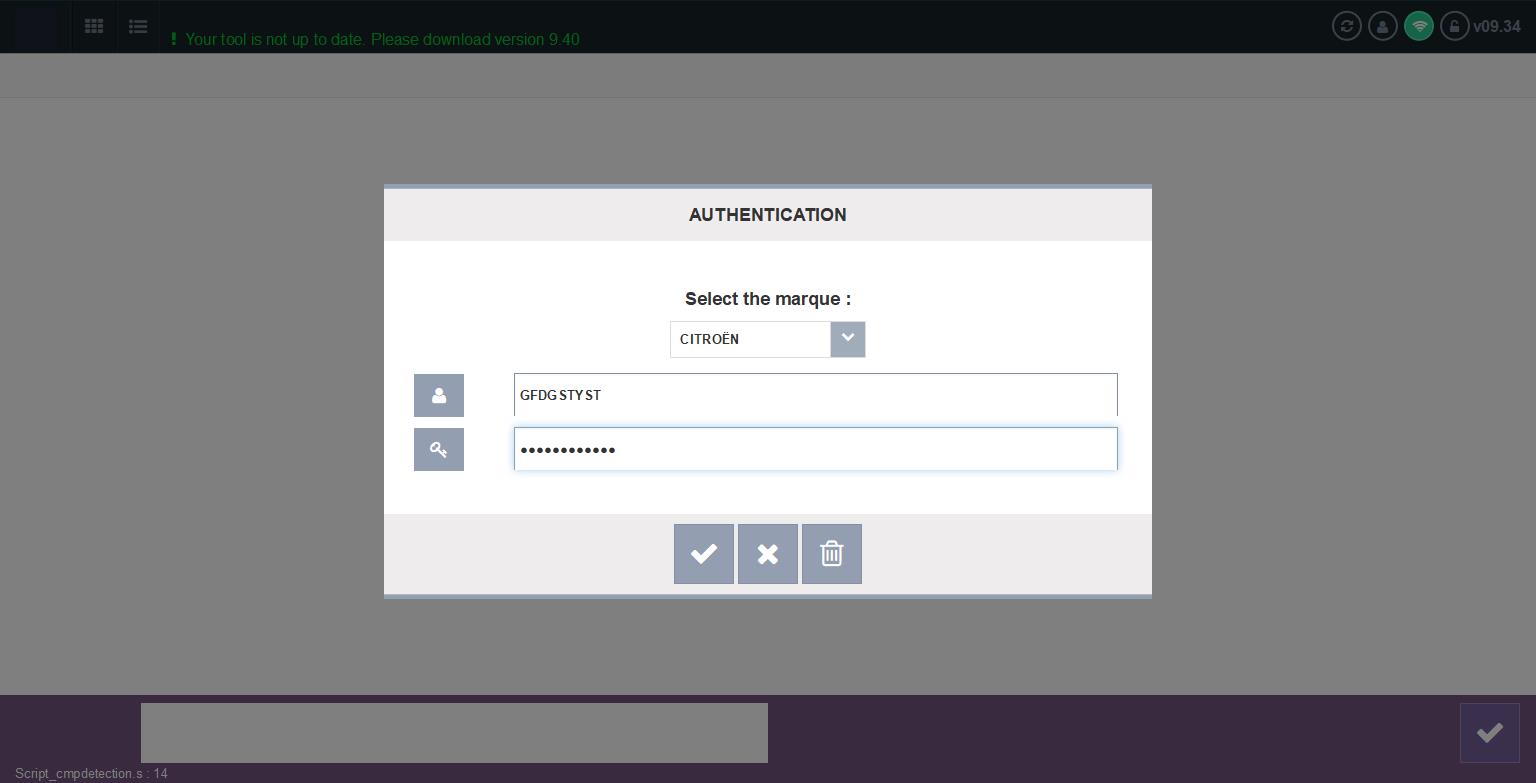 ! Your tool is not up to date. Please download version 9.40
v09.34
AUTHENTICATION
Select the marque :
CITROËN
GFDGSTYST
••••••••••••
Script_cmpdetection.s : 14